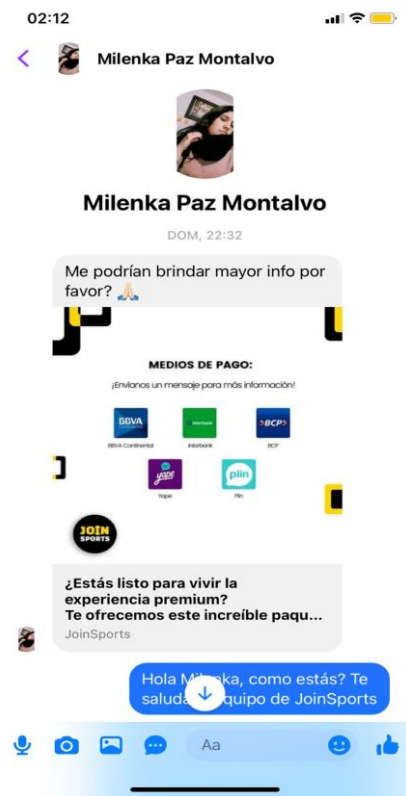 02:12
Milenka Paz Montalvo
Milenka Paz Montalvo
DOM, 22:32
Me podrían brindar mayor info por
favor? 🙏🏻
MEDIOS DE PAGO:
¡Envíanos un mensaje para más información!
BBVA
Interbank
>BCP>
BBVA Continental
Interbank
BCP
yape
plin
Yape
Plin
JOIN
SPORTS
¿Estás listo para vivir la
experiencia premium?
Te ofrecemos este increíble paqu...
JoinSports
Hola Milenka, como estás? Te
saluda quipo de JoinSports
Aa